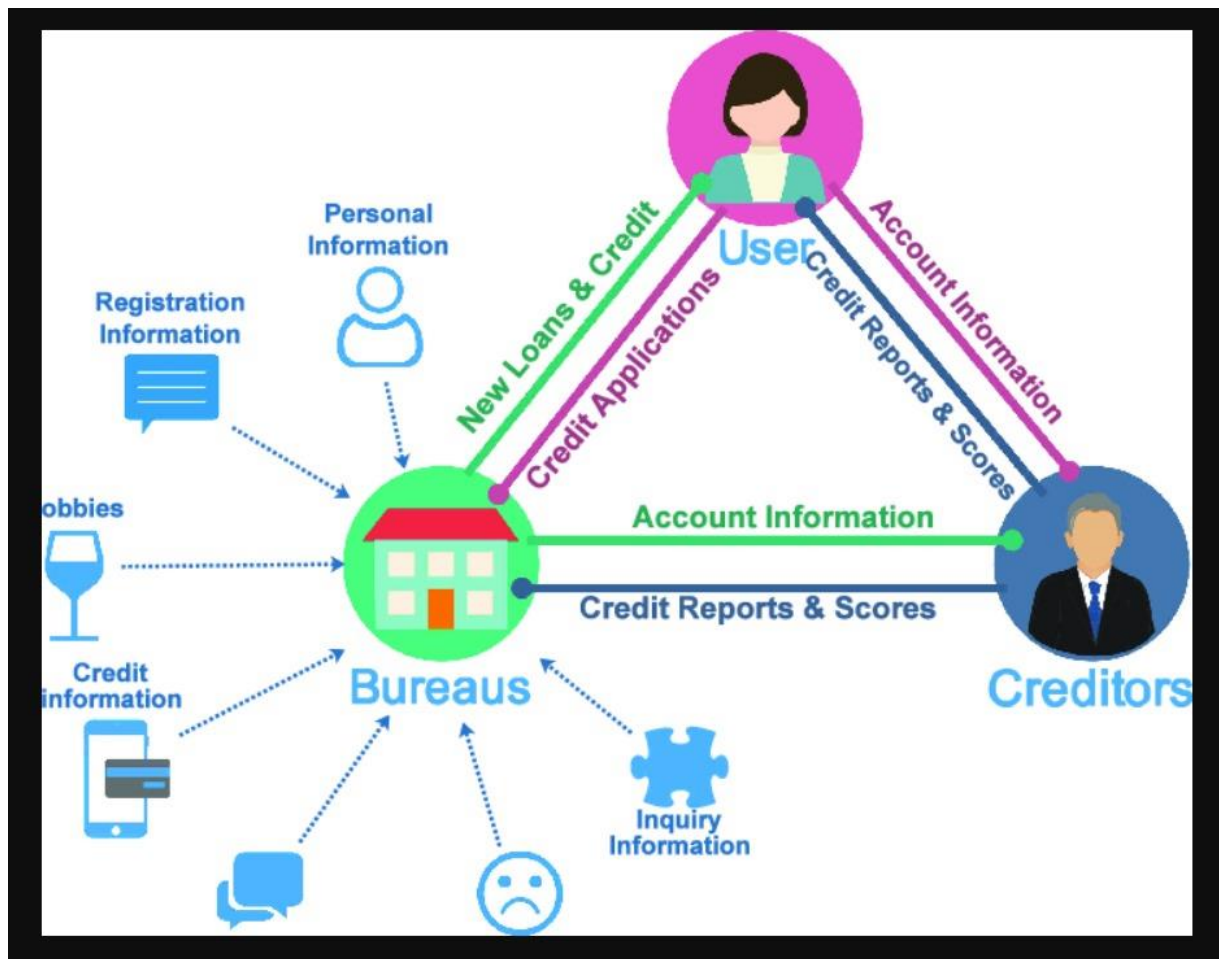 User
Personal
Information
Registration
Information
New Loans & Credit
Credit Applications
Account Information
Credit Reports & Scores
obbies
Account Information
Credit Reports & Scores
Bureaus
Creditors
Credit
information
Inquiry
Information